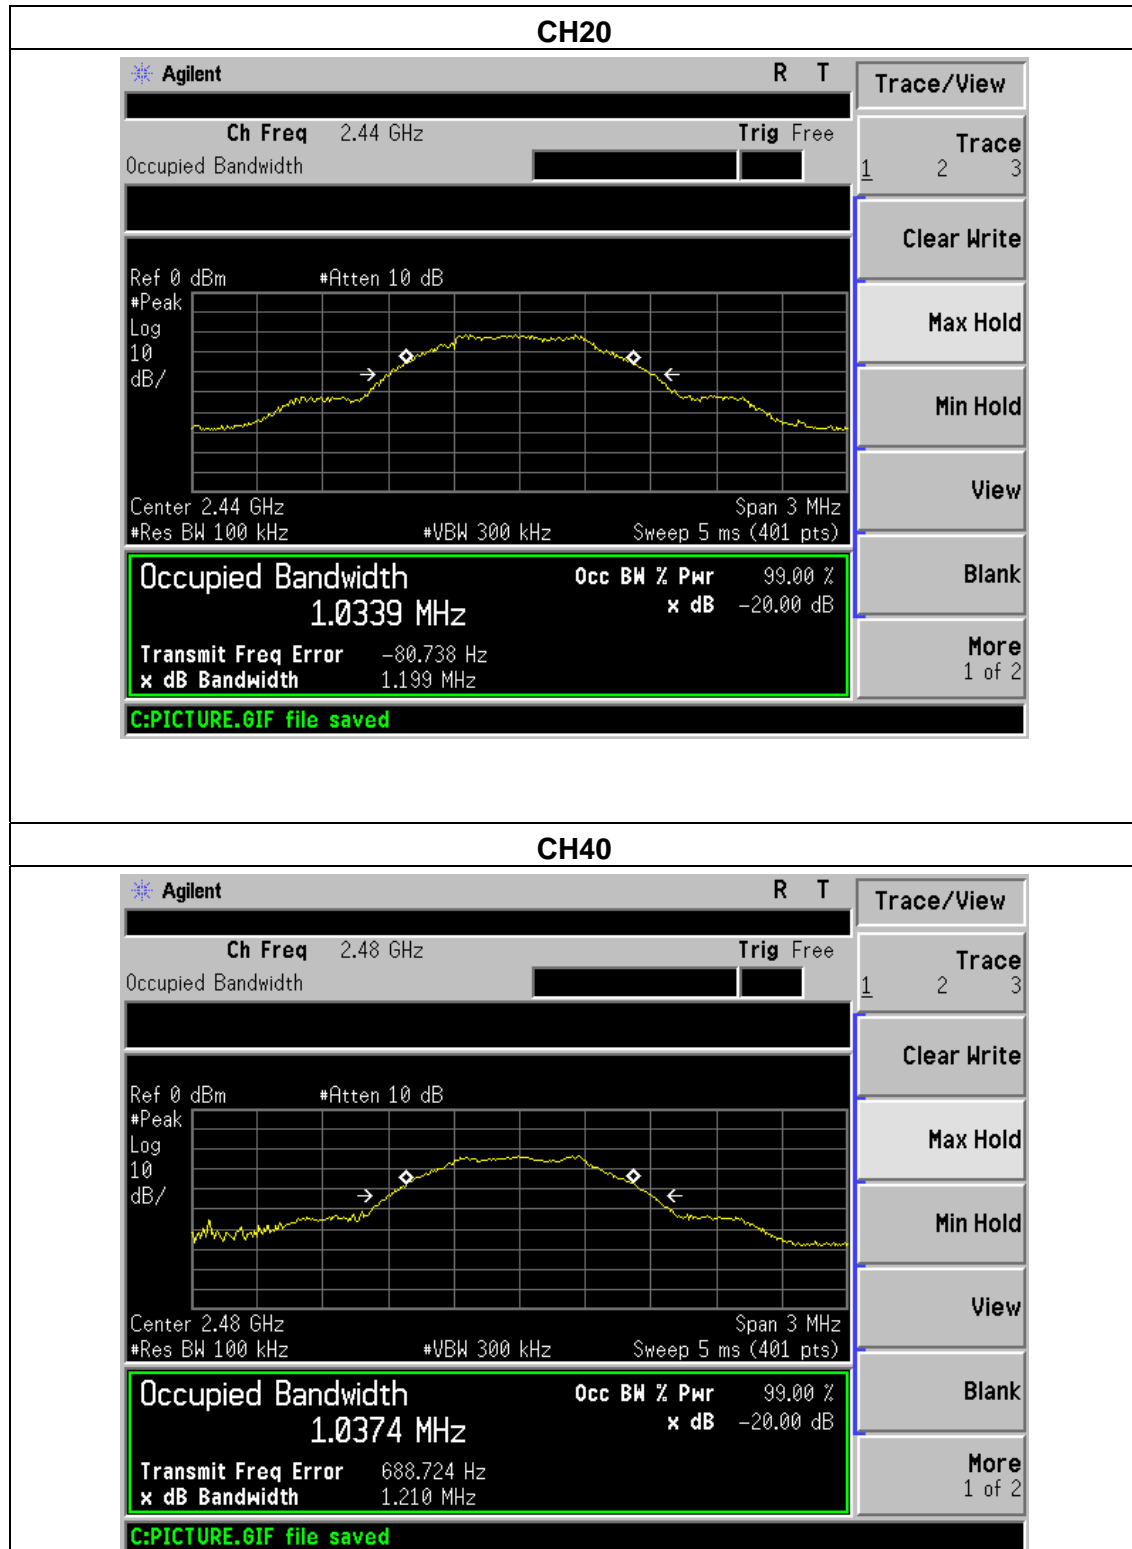 CH20
Agilent R T
Trace/View
Ch Freq 2.44 GHz Trig Free
Occupied Bandwidth
Trace
1 2 3
Clear Write
Max Hold
Min Hold
View
Blank
More
1 of 2
Ref 0 dBm #Atten 10 dB
#Peak
Log
10
dB/
Center 2.44 GHz Span 3 MHz
#Res BW 100 kHz #VBW 300 kHz Sweep 5 ms (401 pts)
Occupied Bandwidth Occ BW % Pwr 99.00 %
1.0339 MHz x dB -20.00 dB
Transmit Freq Error -80.738 Hz
x dB Bandwidth 1.199 MHz
C:PICTURE.GIF file saved
CH40
Agilent R T
Trace/View
Ch Freq 2.48 GHz Trig Free
Occupied Bandwidth
Trace
1 2 3
Clear Write
Max Hold
Min Hold
View
Blank
More
1 of 2
Ref 0 dBm #Atten 10 dB
#Peak
Log
10
dB/
Center 2.48 GHz Span 3 MHz
#Res BW 100 kHz #VBW 300 kHz Sweep 5 ms (401 pts)
Occupied Bandwidth Occ BW % Pwr 99.00 %
1.0374 MHz x dB -20.00 dB
Transmit Freq Error 688.724 Hz
x dB Bandwidth 1.210 MHz
C:PICTURE.GIF file saved